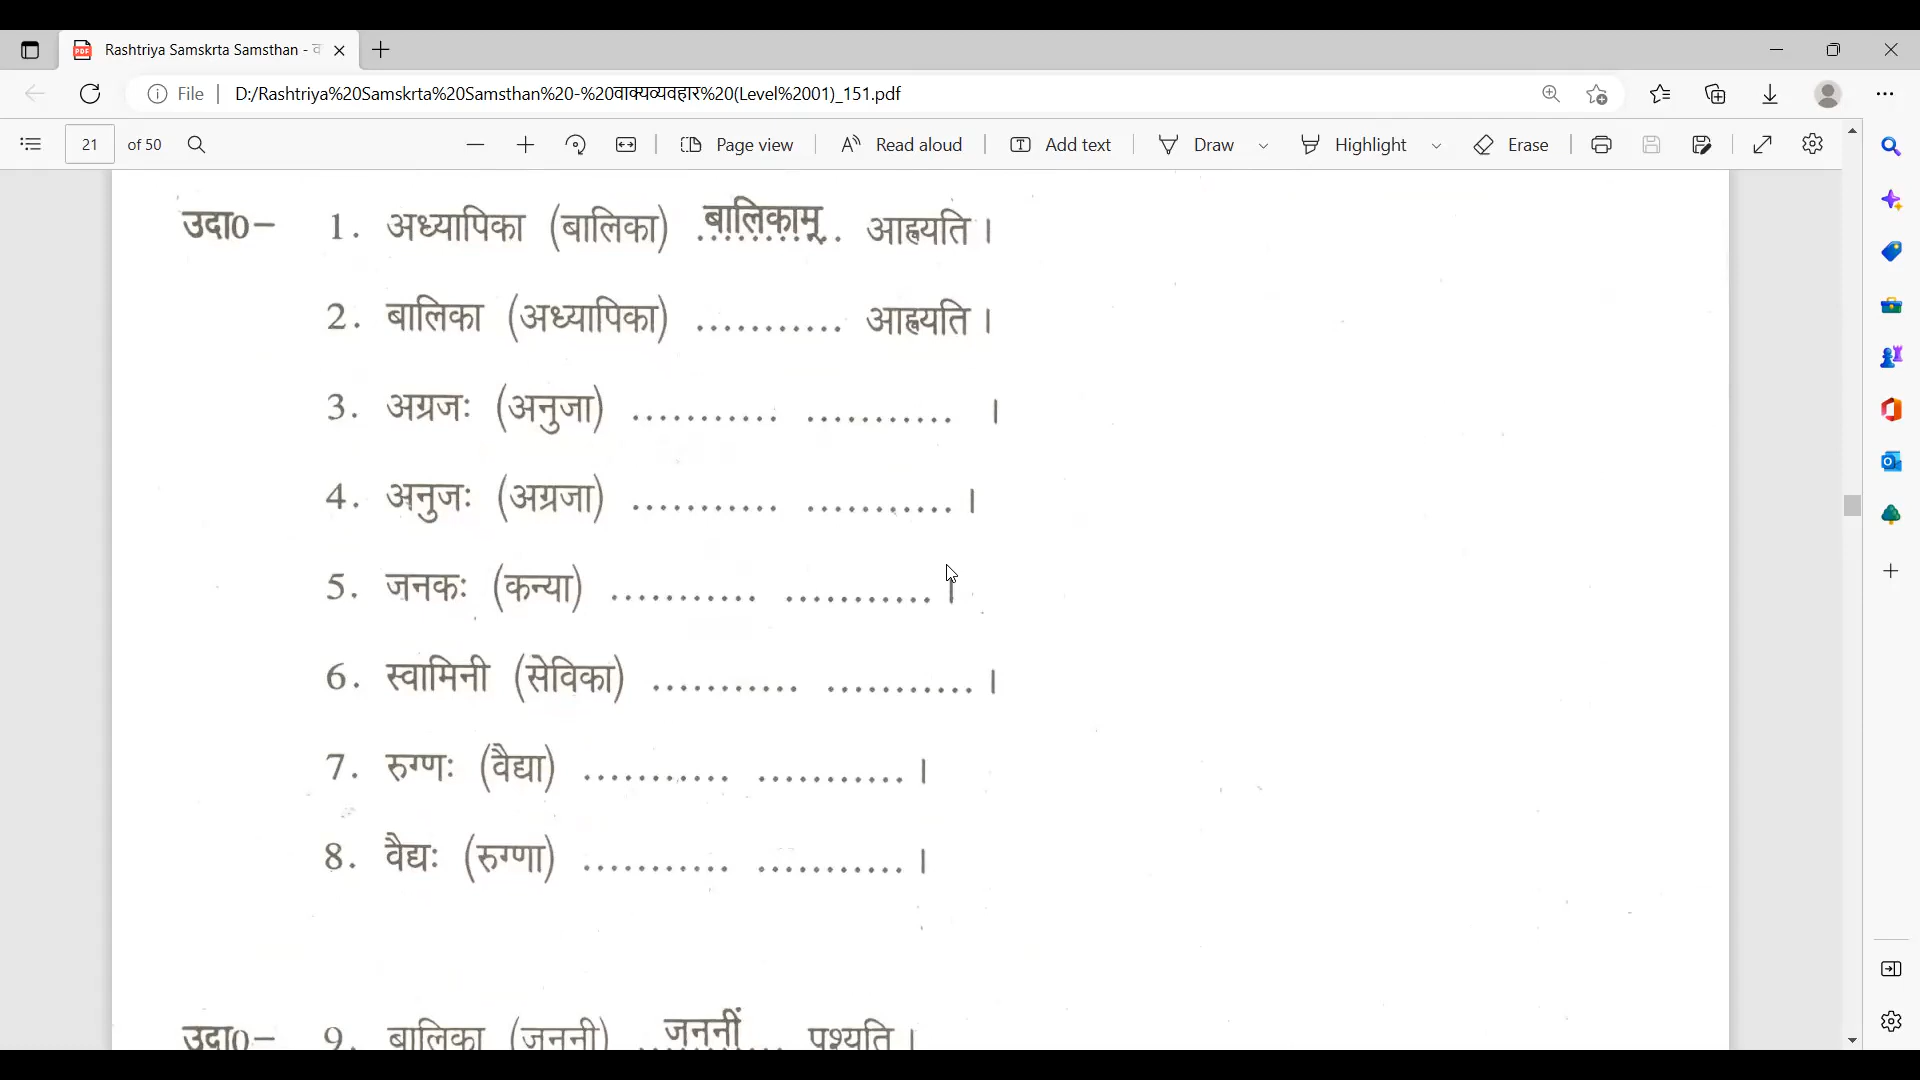 Rashtriya Samskrta Samsthan - व
File D:/Rashtriya%20Samskrta%20Samsthan%20-%20वाक्यव्यवहार%20(Level%2001)_151.pdf
21 of 50 Page view Read aloud Add text Draw Highlight Erase
उदा0– 1. अध्यापिका (बालिका) ..बालिकाम्.. आह्वयति ।
2. बालिका (अध्यापिका) ........... आह्वयति ।
3. अग्रजः (अनुजा) ........... ........... ।
4. अनुजः (अग्रजा) ........... ........... ।
5. जनकः (कन्या) ........... ........... ।
6. स्वामिनी (सेविका) ........... ........... ।
7. रुग्णः (वैद्या) ........... ........... ।
8. वैद्यः (रुग्णा) ........... ........... ।
उदा0– 9. बालिका (जननी) जननीं पश्यति ।